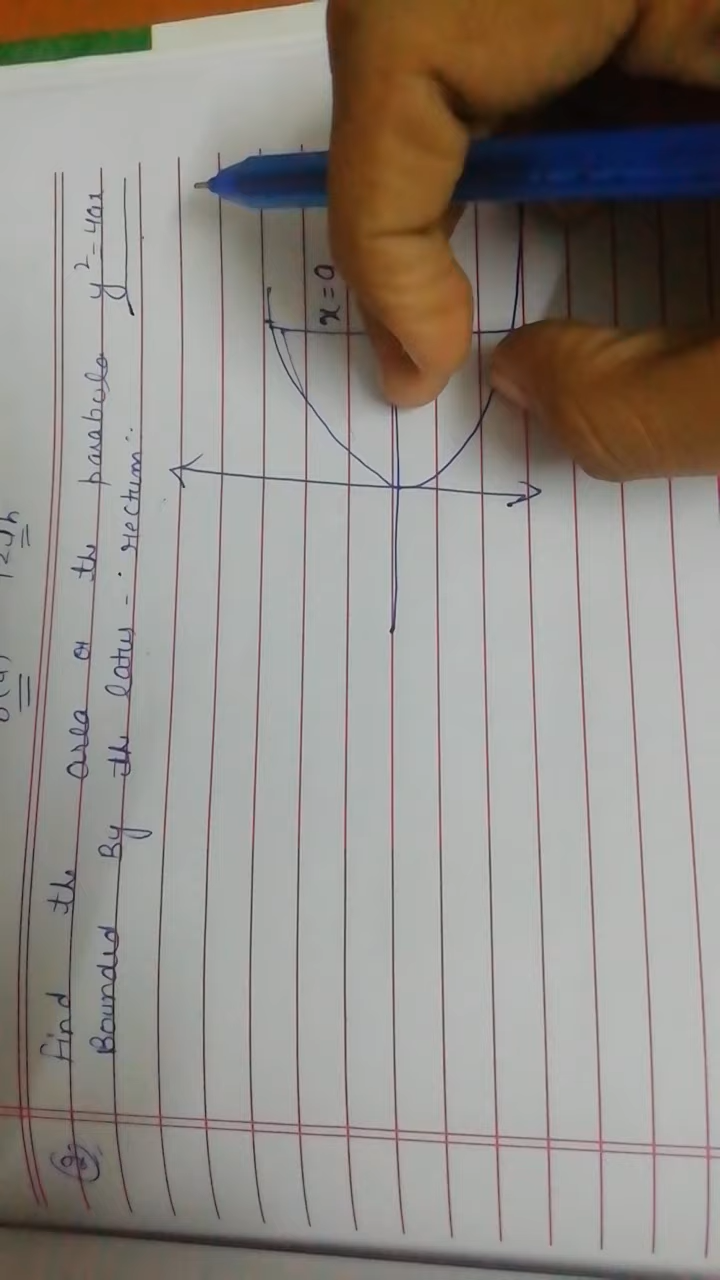 Q
Find the area of the parabola y² = 4ax
Bounded By the latus - rectum :
x = a